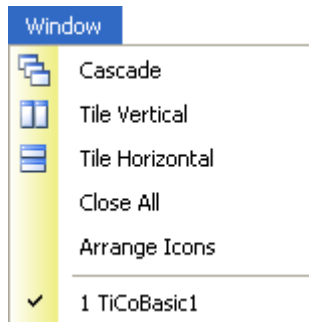 Window
Cascade
Tile Vertical
Tile Horizontal
Close All
Arrange Icons
1 TiCoBasic1